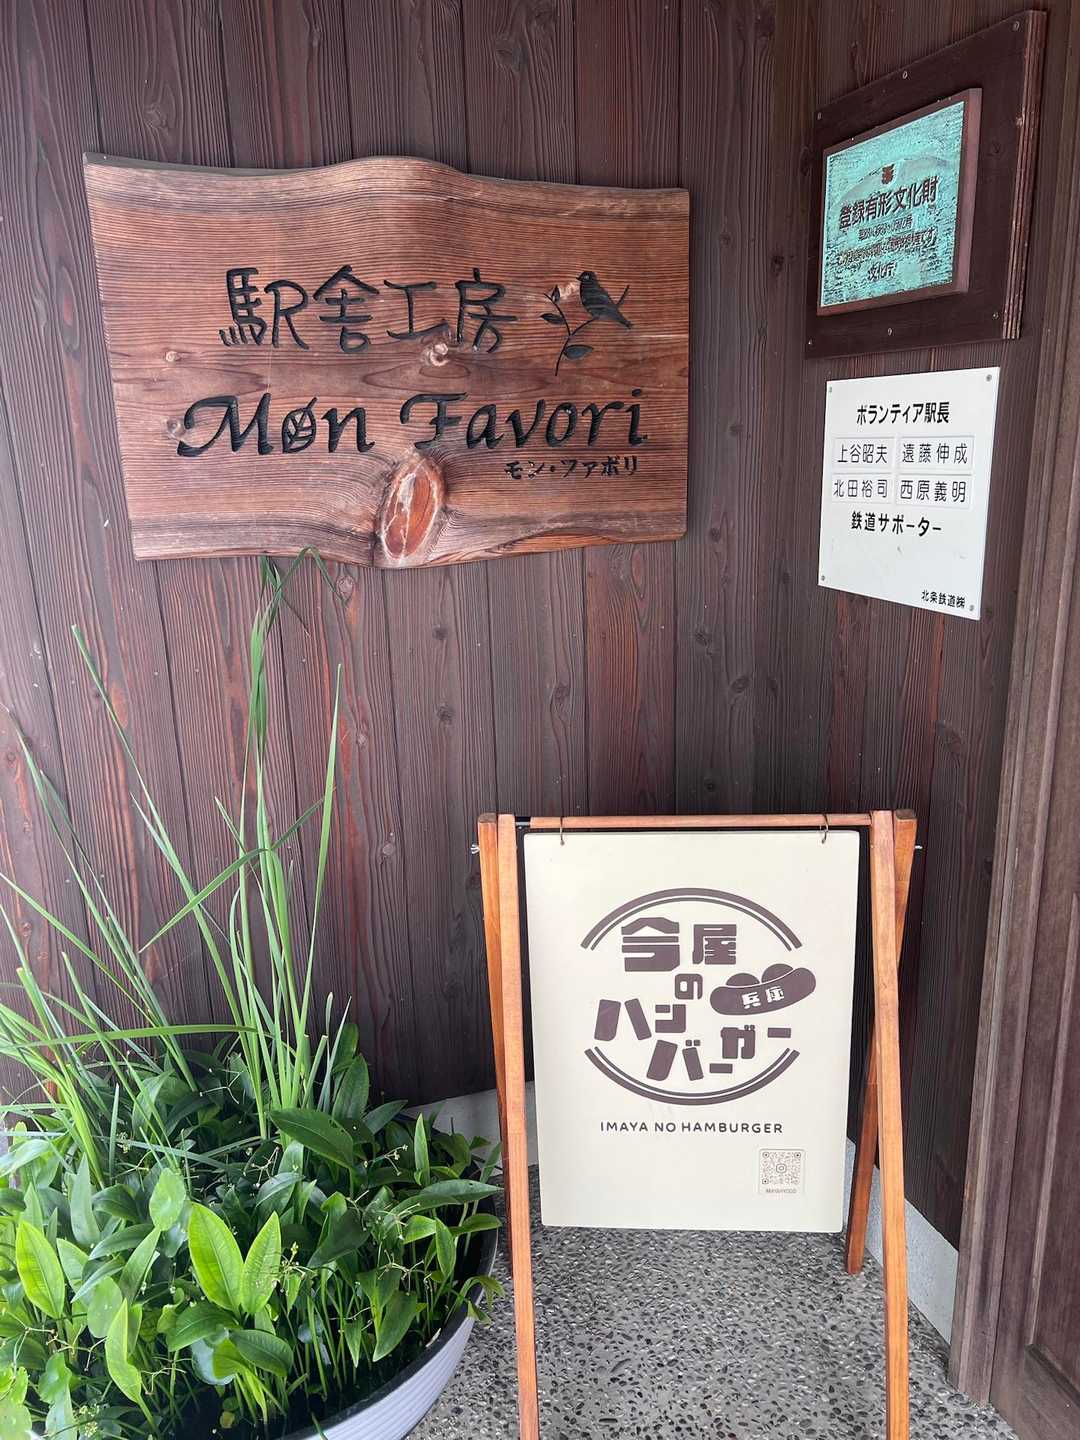 駅舎工房
Mon Favori
モン・ファボリ
登録有形文化財
文化庁
ボランティア駅長
上谷昭夫 遠藤伸成
北田裕司 西原義明
鉄道サポーター
北条鉄道㈱
今屋
の
兵庫
ハン
バーガー
IMAYA NO HAMBURGER